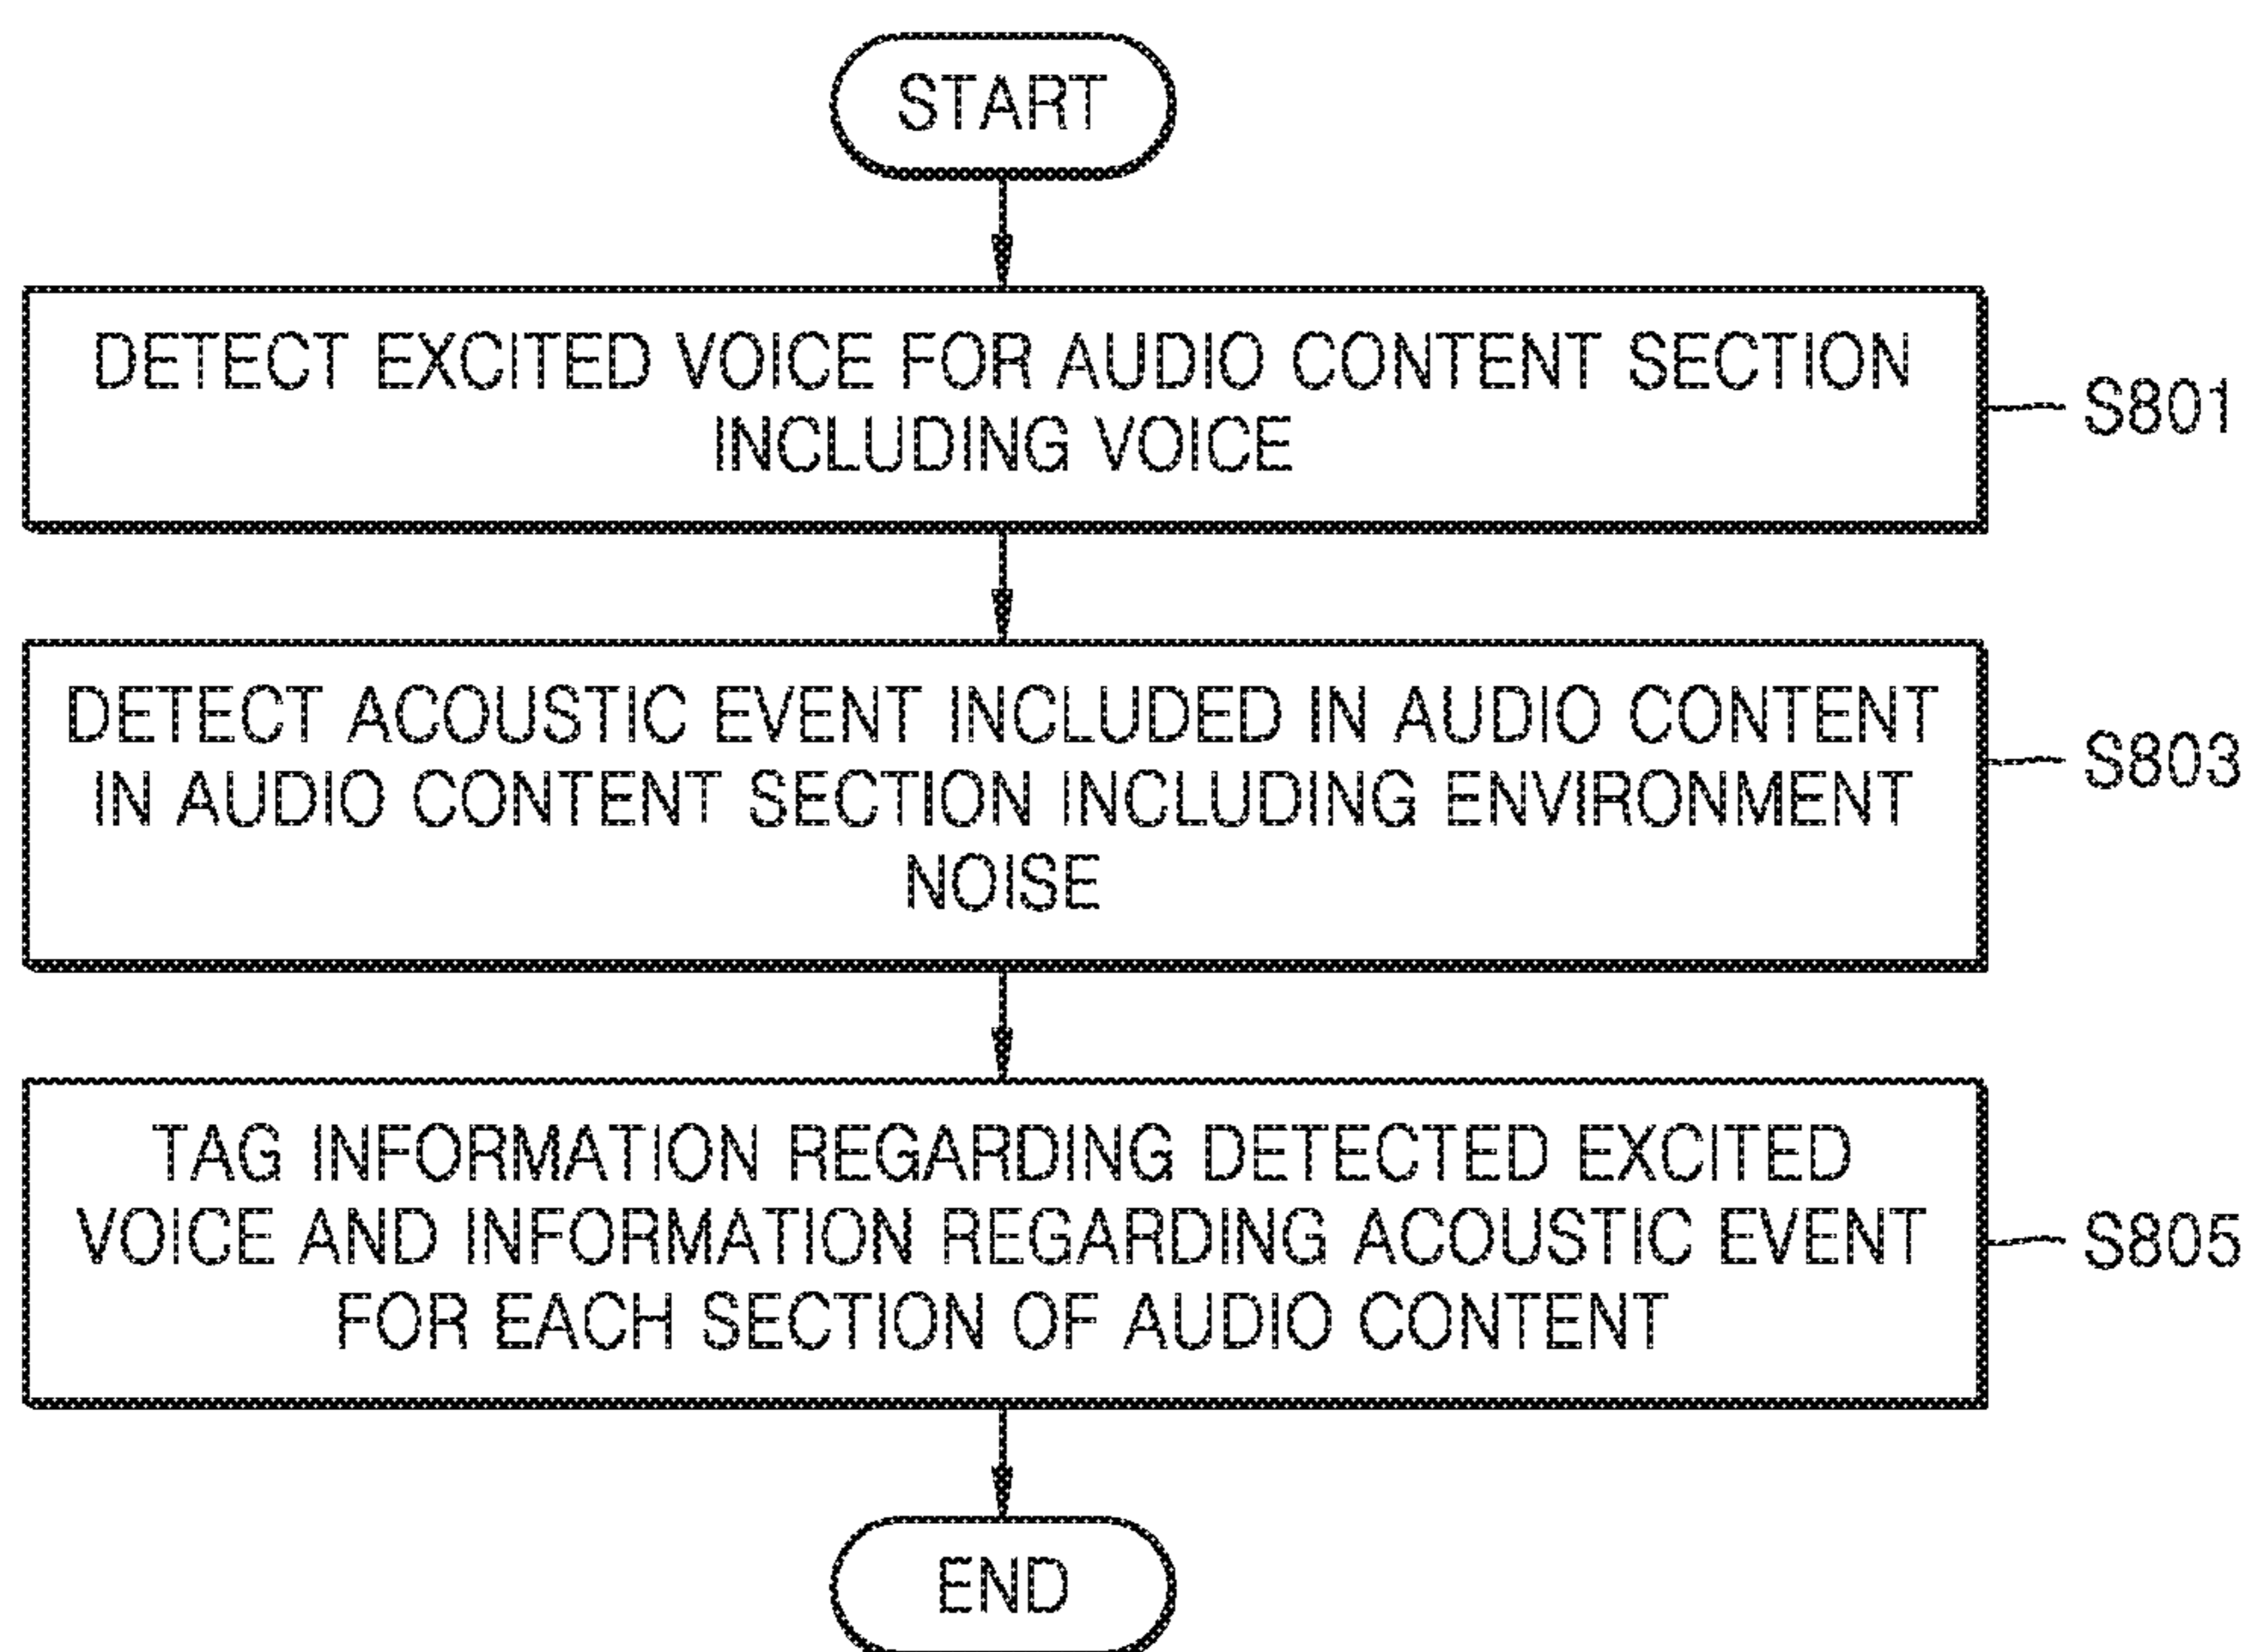 START
DETECT EXCITED VOICE FOR AUDIO CONTENT SECTION
INCLUDING VOICE
S801
DETECT ACOUSTIC EVENT INCLUDED IN AUDIO CONTENT
IN AUDIO CONTENT SECTION INCLUDING ENVIRONMENT
NOISE
S803
TAG INFORMATION REGARDING DETECTED EXCITED
VOICE AND INFORMATION REGARDING ACOUSTIC EVENT
FOR EACH SECTION OF AUDIO CONTENT
S805
END